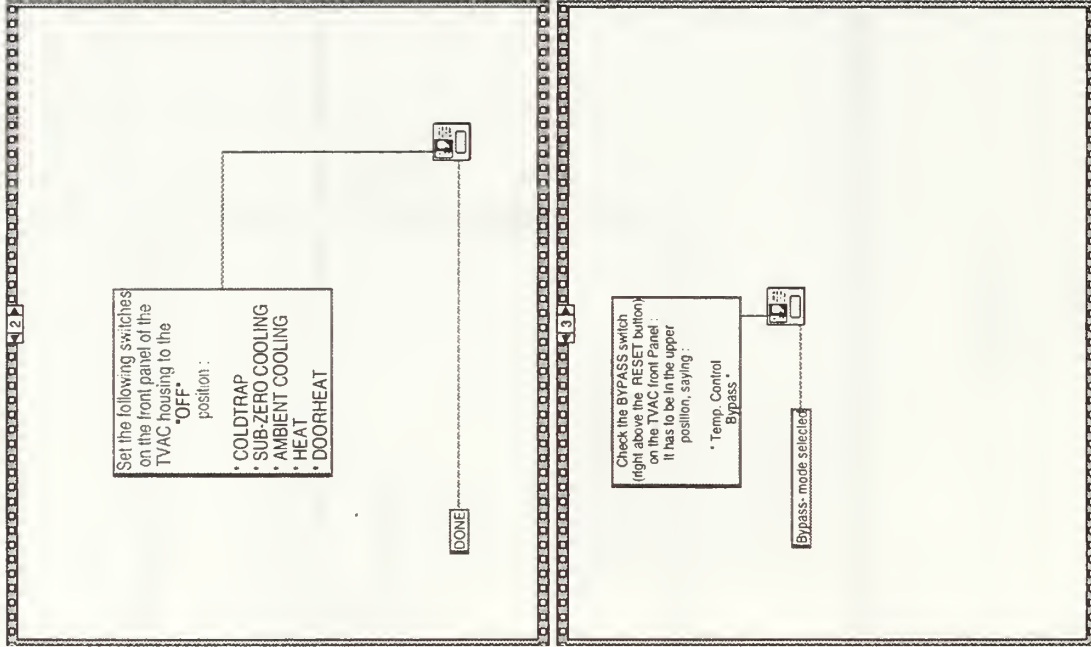 2
Set the following switches
on the front panel of the
TVAC housing to the
"OFF"
position :
* COLDTRAP
* SUB-ZERO COOLING
* AMBIENT COOLING
* HEAT
* DOORHEAT
DONE
3
Check the BYPASS switch
(right above the RESET button)
on the TVAC front Panel :
It has to be in the upper
position, saying :
" Temp. Control
Bypass "
Bypass- mode selected